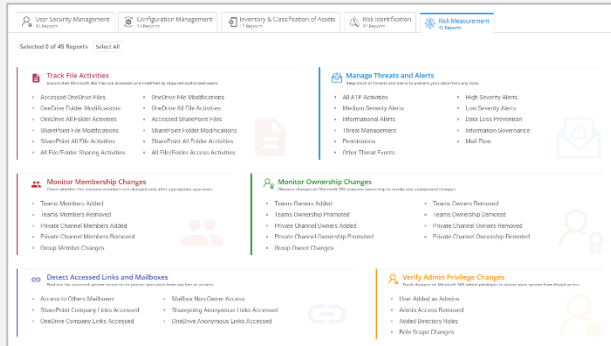 User Security Management
Configuration Management
Inventory & Classification of Assets
Risk Identification
Risk Measurement
45 Reports
Selected 0 of 45 Reports
Select All
Track File Activities
Accessed OneDrive Files
OneDrive Folder Modifications
OneDrive All Folder Activities
SharePoint File Modifications
SharePoint All File Activities
All File/Folder Sharing Activities
OneDrive File Modifications
OneDrive All File Activities
Accessed SharePoint Files
SharePoint Folder Modifications
SharePoint All Folder Activities
All File/Folder Access Activities
Manage Threats and Alerts
All ATP Activities
Medium Severity Alerts
Informational Alerts
Threat Management
Permissions
Other Threat Events
High Severity Alerts
Low Severity Alerts
Data Loss Prevention
Information Governance
Mail Flow
Monitor Membership Changes
Teams Members Added
Teams Members Removed
Private Channel Members Added
Private Channel Members Removed
Group Member Changes
Monitor Ownership Changes
Teams Owners Added
Teams Ownership Promoted
Private Channel Owners Added
Private Channel Ownership Promoted
Group Owner Changes
Teams Owners Removed
Teams Ownership Demoted
Private Channel Owners Removed
Private Channel Ownership Demoted
Detect Accessed Links and Mailboxes
Access to Others Mailboxes
SharePoint Company Links Accessed
OneDrive Company Links Accessed
Mailbox Non-Owner Access
Sharepoing Anonymous Links Accessed
OneDrive Anonymous Links Accessed
Verify Admin Privilege Changes
User Added as Admins
Admin Access Removed
Added Directory Roles
Role Scope Changes